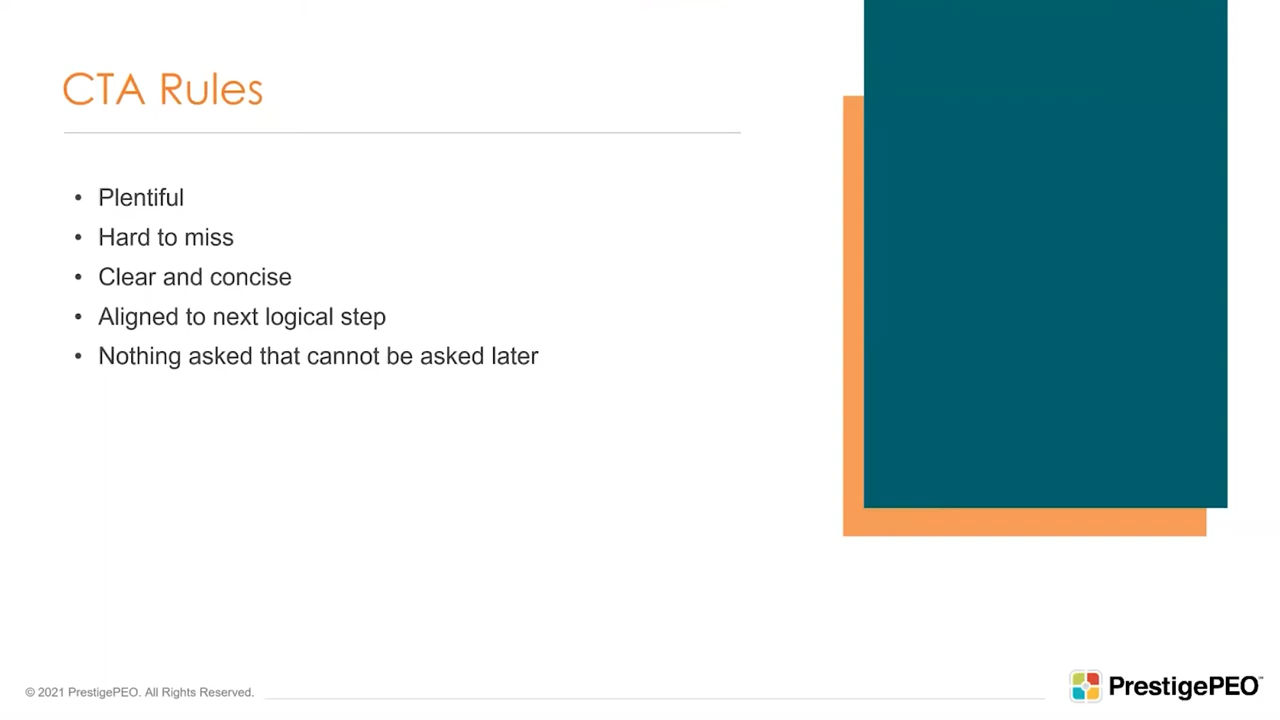 CTA Rules
• Plentiful
• Hard to miss
• Clear and concise
• Aligned to next logical step
• Nothing asked that cannot be asked later
© 2021 PrestigePEO. All Rights Reserved.
PrestigePEO™